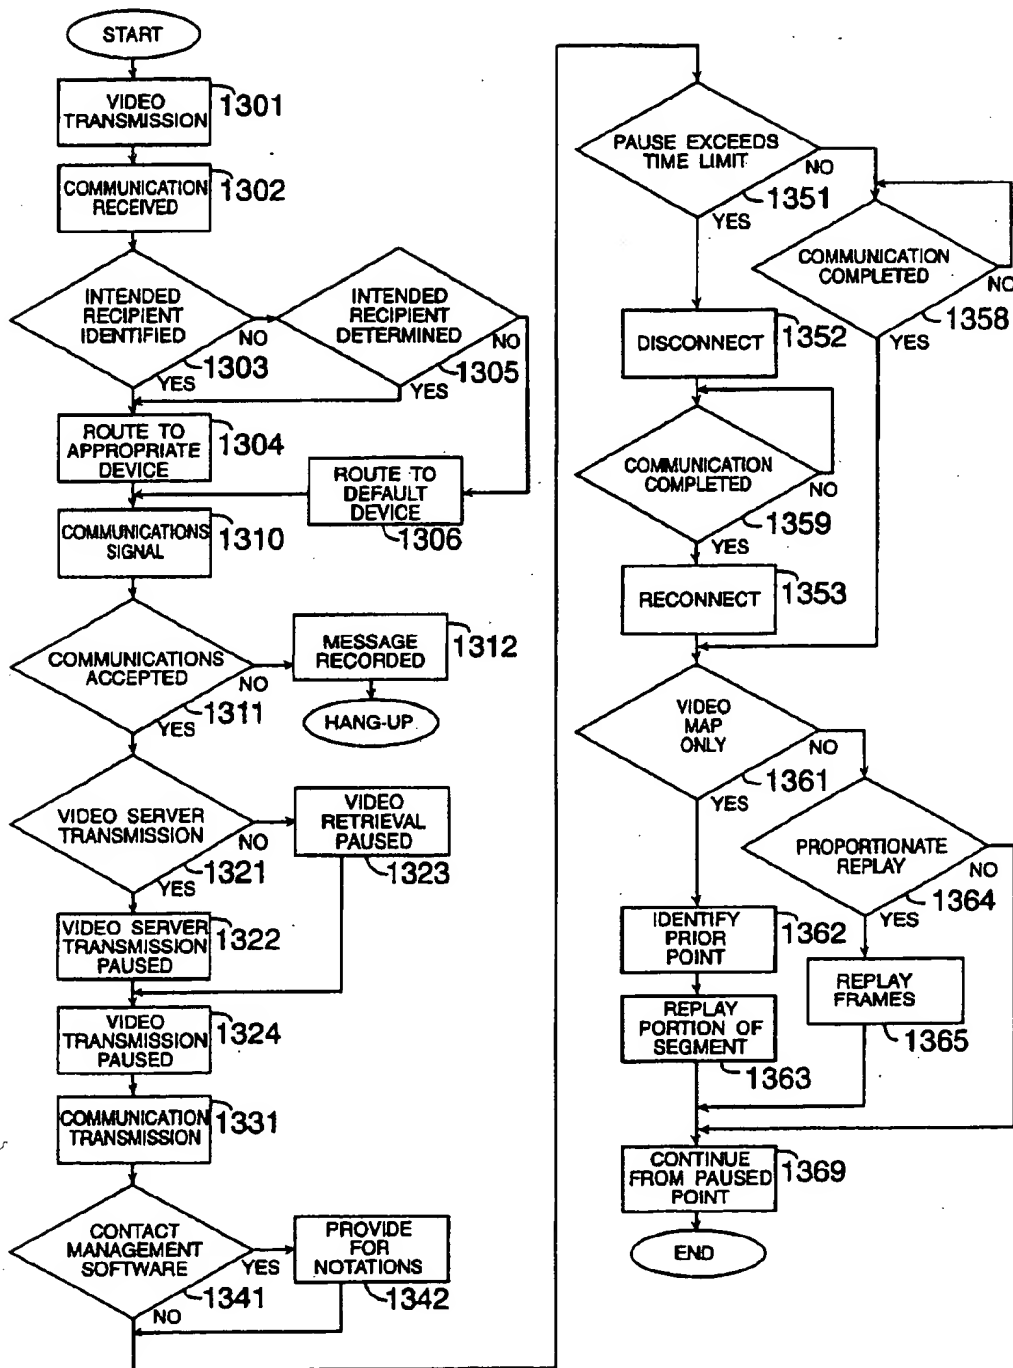 START
VIDEO
TRANSMISSION
1301
COMMUNICATION
RECEIVED
1302
INTENDED
RECIPIENT
IDENTIFIED
NO
1303
YES
INTENDED
RECIPIENT
DETERMINED
NO
1305
YES
ROUTE TO
APPROPRIATE
DEVICE
1304
ROUTE TO
DEFAULT
DEVICE
1306
COMMUNICATIONS
SIGNAL
1310
COMMUNICATIONS
ACCEPTED
NO
1311
YES
MESSAGE
RECORDED
1312
HANG-UP
VIDEO SERVER
TRANSMISSION
NO
1321
YES
VIDEO
RETRIEVAL
PAUSED
1323
VIDEO SERVER
TRANSMISSION
PAUSED
1322
VIDEO
TRANSMISSION
PAUSED
1324
COMMUNICATION
TRANSMISSION
1331
CONTACT
MANAGEMENT
SOFTWARE
YES
1341
NO
PROVIDE
FOR
NOTATIONS
1342
PAUSE EXCEEDS
TIME LIMIT
NO
1351
YES
COMMUNICATION
COMPLETED
NO
1358
YES
DISCONNECT
1352
COMMUNICATION
COMPLETED
NO
1359
YES
RECONNECT
1353
VIDEO
MAP
ONLY
NO
1361
YES
PROPORTIONATE
REPLAY
NO
1364
YES
IDENTIFY
PRIOR
POINT
1362
REPLAY
FRAMES
1365
REPLAY
PORTION OF
SEGMENT
1363
CONTINUE
FROM PAUSED
POINT
1369
END